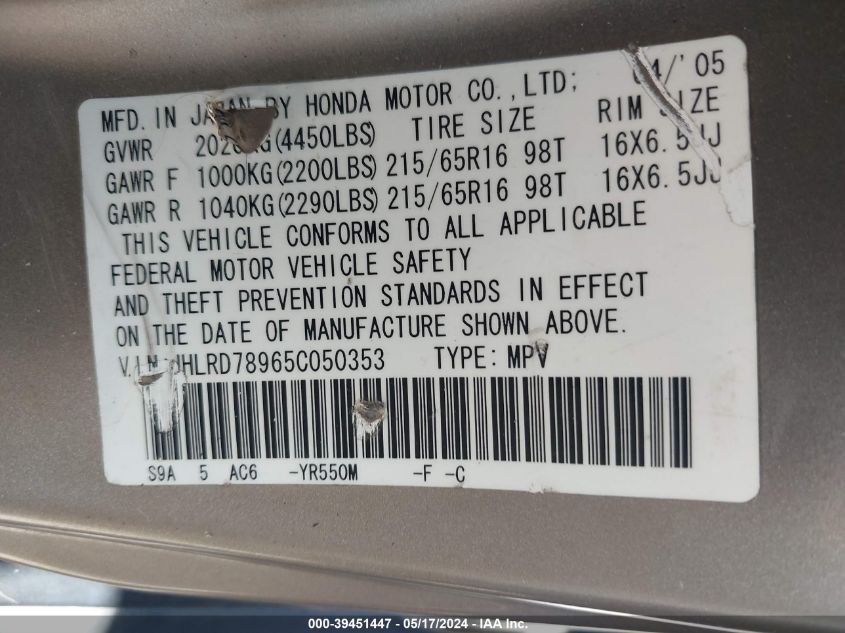 MFD. IN JAPAN BY HONDA MOTOR CO., LTD; 04/'05
GVWR (4450LBS) TIRE SIZE RIM SIZE
GAWR F 1000KG(2200LBS) 215/65R16 98T 16X6.5JJ
GAWR R 1040KG(2290LBS) 215/65R16 98T 16X6.5JJ
THIS VEHICLE CONFORMS TO ALL APPLICABLE
FEDERAL MOTOR VEHICLE SAFETY
AND THEFT PREVENTION STANDARDS IN EFFECT
ON THE DATE OF MANUFACTURE SHOWN ABOVE.
V.I.N: JHLRD78965C050353 TYPE: MPV
S9A 5 AC6 -YR550M -F -C
000-39451447 - 05/17/2024 - IAA Inc.